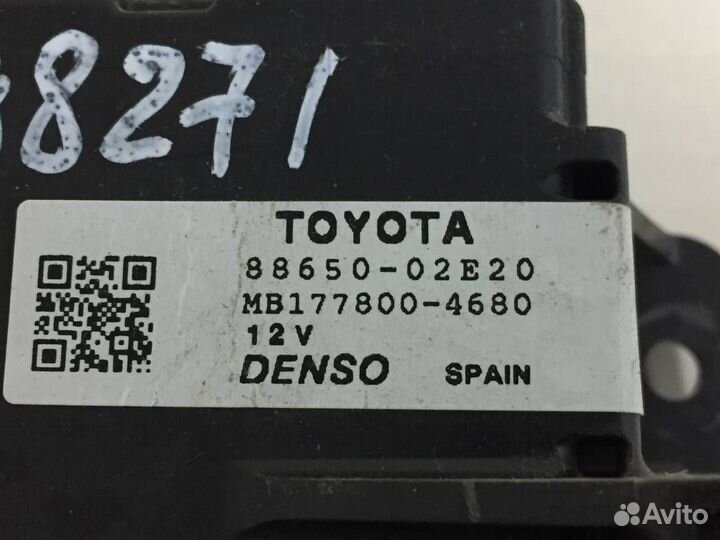 8271
TOYOTA
88650-02E20
MB177800-4680
12V
DENSO SPAIN
Avito